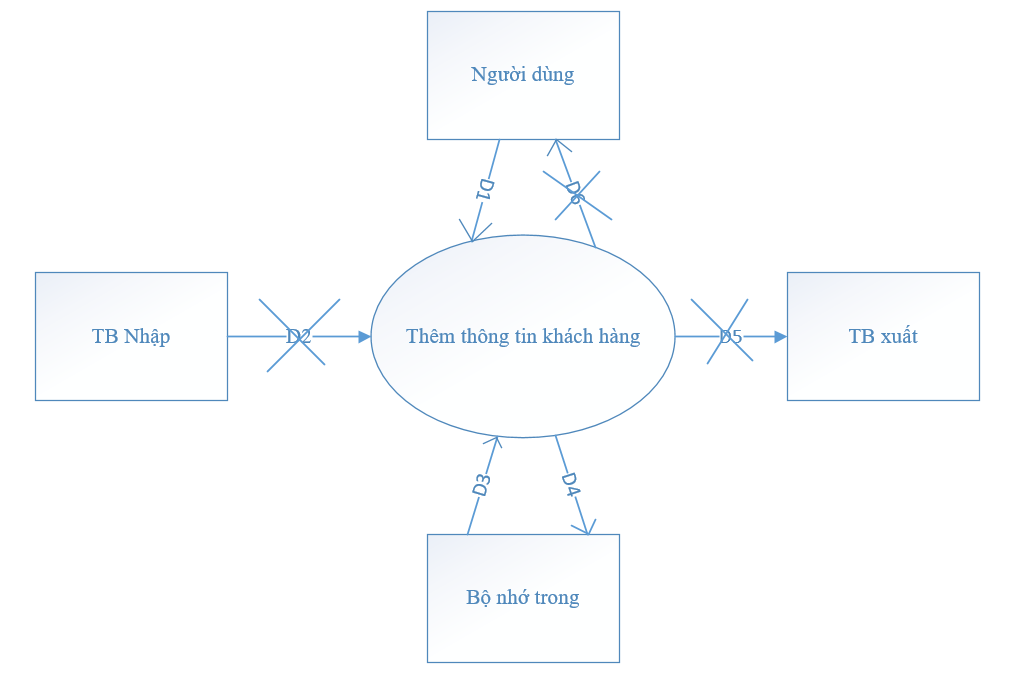 Người dùng
D1
D6
TB Nhập
D2
Thêm thông tin khách hàng
D5
TB xuất
D3
D4
Bộ nhớ trong